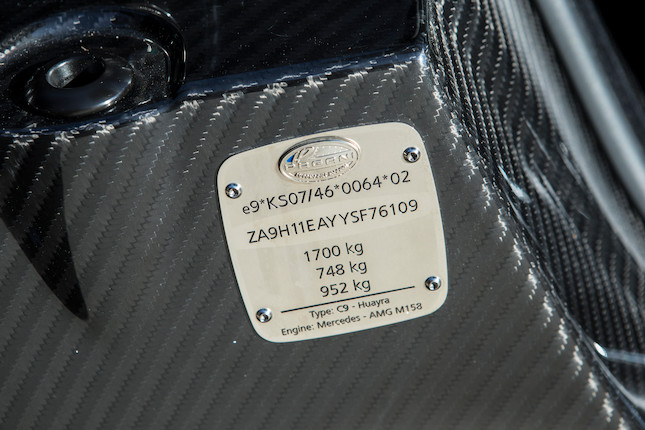 PAGANI
e9*KS07/46*0064*02
ZA9H11EAYYSF76109
1700 kg
748 kg
952 kg
Type: C9 - Huayra
Engine: Mercedes - AMG M158